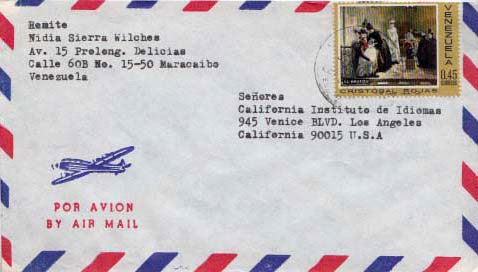 Remite
Nidia Sierra Wilches
Av. 15 Prolong. Delicias
Calle 60B No. 15-50 Maracaibo
Venezuela
VENEZUELA
0.45
CRISTOBAL ROJAS
Señores
California Instituto de Idiomas
945 Venice BLVD. Los Angeles
California 90015 U.S.A
POR AVION
BY AIR MAIL